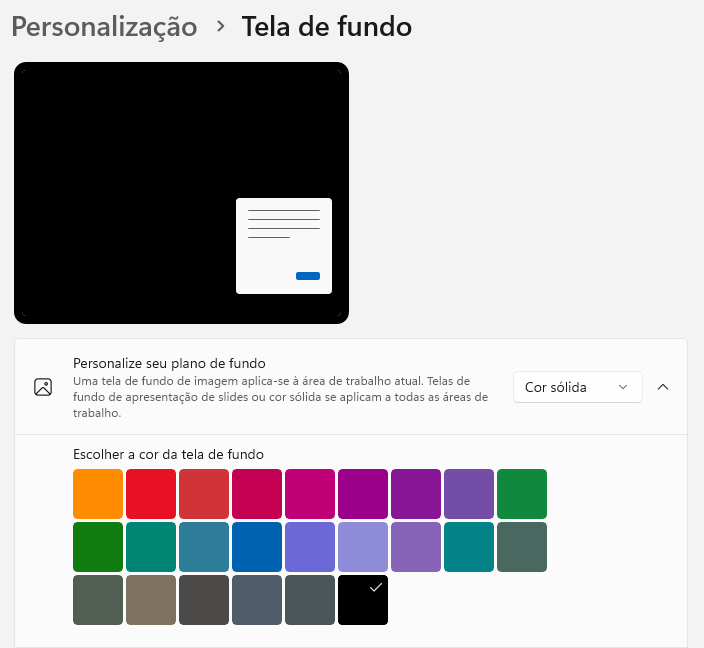 Personalização > Tela de fundo
Personalize seu plano de fundo
Uma tela de fundo de imagem aplica-se à área de trabalho atual. Telas de
fundo de apresentação de slides ou cor sólida se aplicam a todas as áreas de
trabalho.
Cor sólida
Escolher a cor da tela de fundo